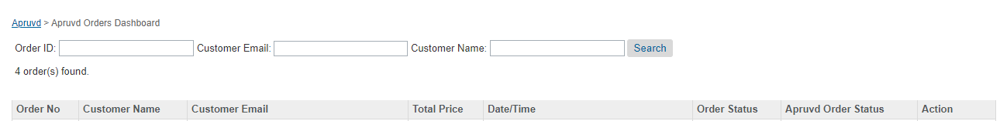 Apruvd > Apruvd Orders Dashboard
Order ID: Customer Email: Customer Name: Search
4 order(s) found.
Order No Customer Name Customer Email Total Price Date/Time Order Status Apruvd Order Status Action